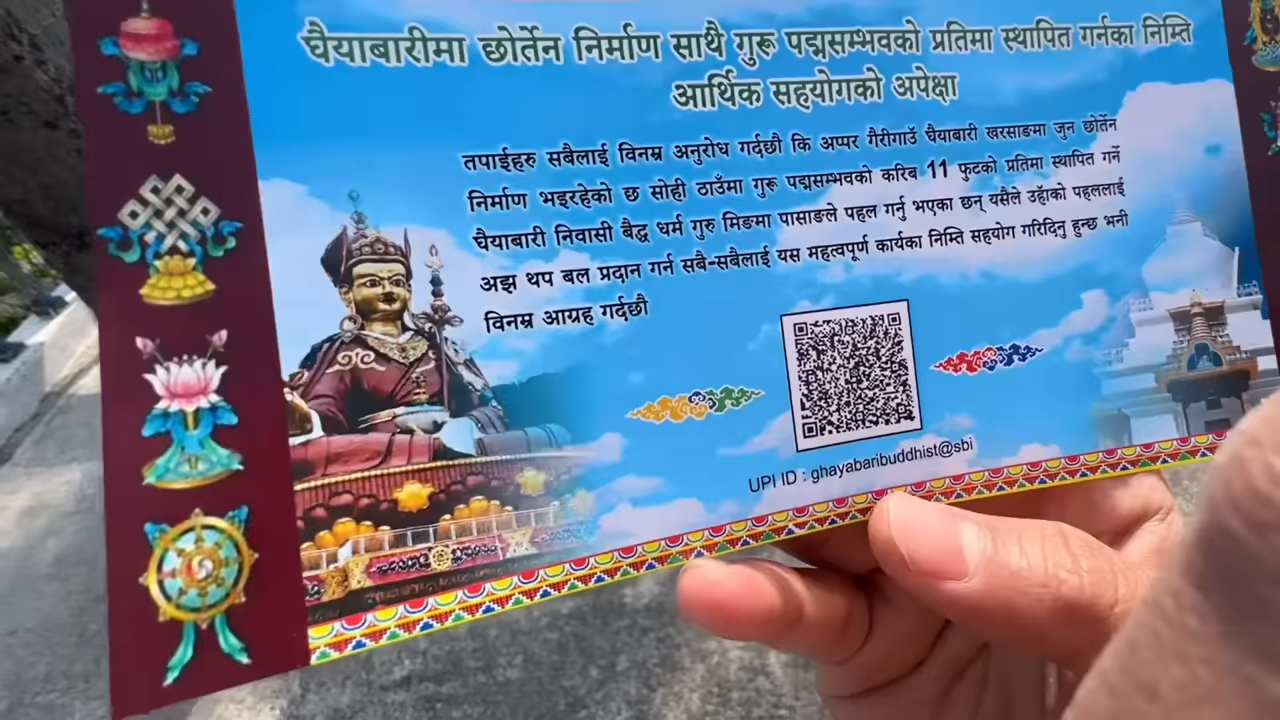 घैयाबारीमा छोर्तेन निर्माण साथै गुरू पद्मसम्भवको प्रतिमा स्थापित गर्नका निम्ति
आर्थिक सहयोगको अपेक्षा
तपाईहरु सबैलाई विनम्र अनुरोध गर्दछौ कि अप्पर गैरीगाउँ घैयाबारी खरसाङमा जुन छोर्तेन
निर्माण भइरहेको छ सोही ठाउँमा गुरू पद्मसम्भवको करिब 11 फुटको प्रतिमा स्थापित गर्ने
घैयाबारी निवासी बैद्ध धर्म गुरु मिङमा पासाङले पहल गर्नु भएका छन् यसैले उहाँको पहललाई
अझ थप बल प्रदान गर्न सबै-सबैलाई यस महत्वपूर्ण कार्यका निम्ति सहयोग गरिदिनु हुन्छ भनी
विनम्र आग्रह गर्दछौ
UPI ID : ghayabaribuddhist@sbi